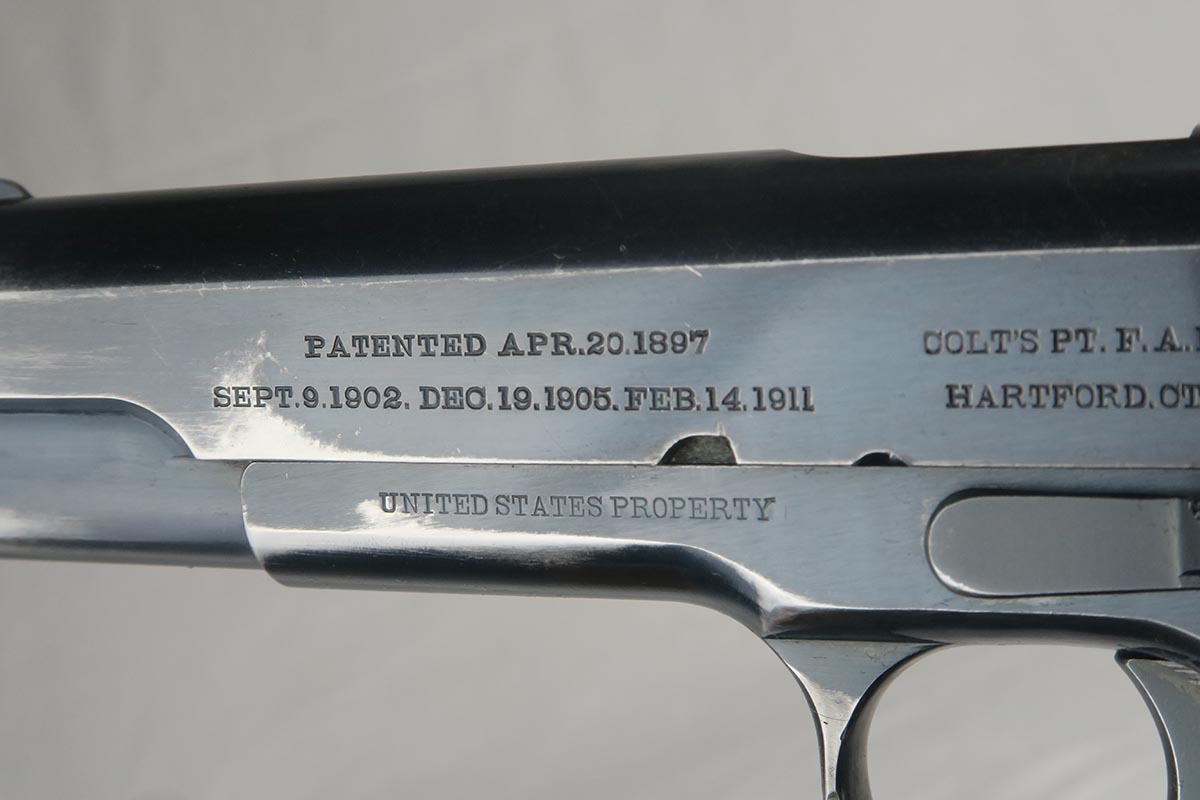 PATENTED APR.20.1897
SEPT.9.1902. DEC.19.1905. FEB.14.1911
COLT'S PT. F. A.
HARTFORD.CT
UNITED STATES PROPERTY